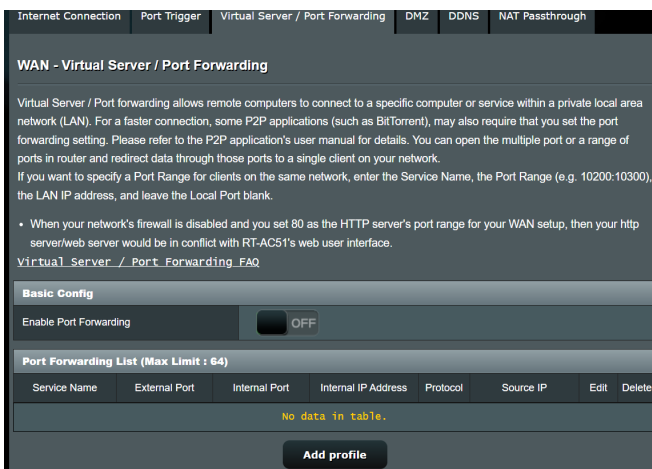 Internet Connection Port Trigger Virtual Server / Port Forwarding DMZ DDNS NAT Passthrough
WAN - Virtual Server / Port Forwarding
Virtual Server / Port forwarding allows remote computers to connect to a specific computer or service within a private local area
network (LAN). For a faster connection, some P2P applications (such as BitTorrent), may also require that you set the port
forwarding setting. Please refer to the P2P application's user manual for details. You can open the multiple port or a range of
ports in router and redirect data through those ports to a single client on your network.
If you want to specify a Port Range for clients on the same network, enter the Service Name, the Port Range (e.g. 10200:10300),
the LAN IP address, and leave the Local Port blank.
• When your network's firewall is disabled and you set 80 as the HTTP server's port range for your WAN setup, then your http
server/web server would be in conflict with RT-AC51's web user interface.
Virtual Server / Port Forwarding FAQ
Basic Config
Enable Port Forwarding OFF
Port Forwarding List (Max Limit : 64)
Service Name External Port Internal Port Internal IP Address Protocol Source IP Edit Delete
No data in table.
Add profile